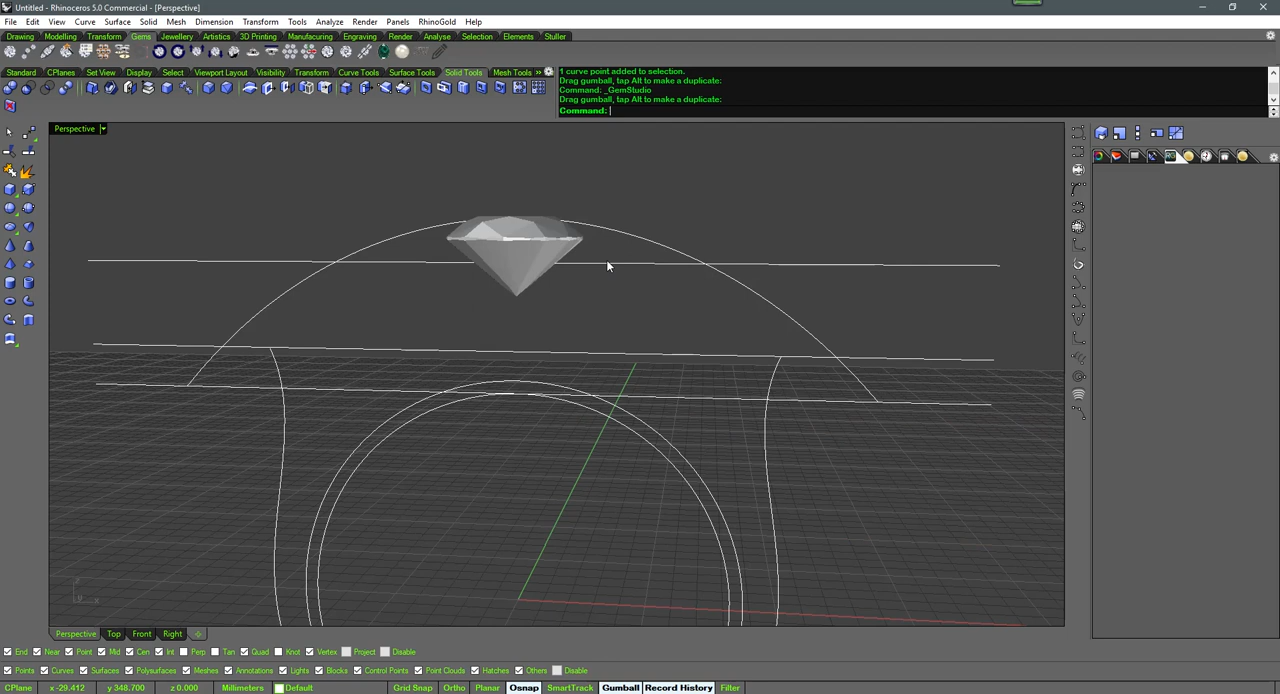 Untitled - Rhinoceros 5.0 Commercial - [Perspective]
File Edit View Curve Surface Solid Mesh Dimension Transform Tools Analyze Render Panels RhinoGold Help
Drawing Modelling Transform Gems Jewellery Artistics 3D Printing Manufacuring Engraving Render Analyse Selection Elements Stuller
Standard CPlanes Set View Display Select Viewport Layout Visibility Transform Curve Tools Surface Tools Solid Tools Mesh Tools »
1 curve point added to selection.
Drag gumball, tap Alt to make a duplicate:
Command: _GemStudio
Drag gumball, tap Alt to make a duplicate:
Command:
Perspective
Perspective Top Front Right
End Near Point Mid Cen Int Perp Tan Quad Knot Vertex Project Disable
Points Curves Surfaces Polysurfaces Meshes Annotations Lights Blocks Control Points Point Clouds Hatches Others Disable
CPlane x -29.412 y 348.700 z 0.000 Millimeters Default Grid Snap Ortho Planar Osnap SmartTrack Gumball Record History Filter